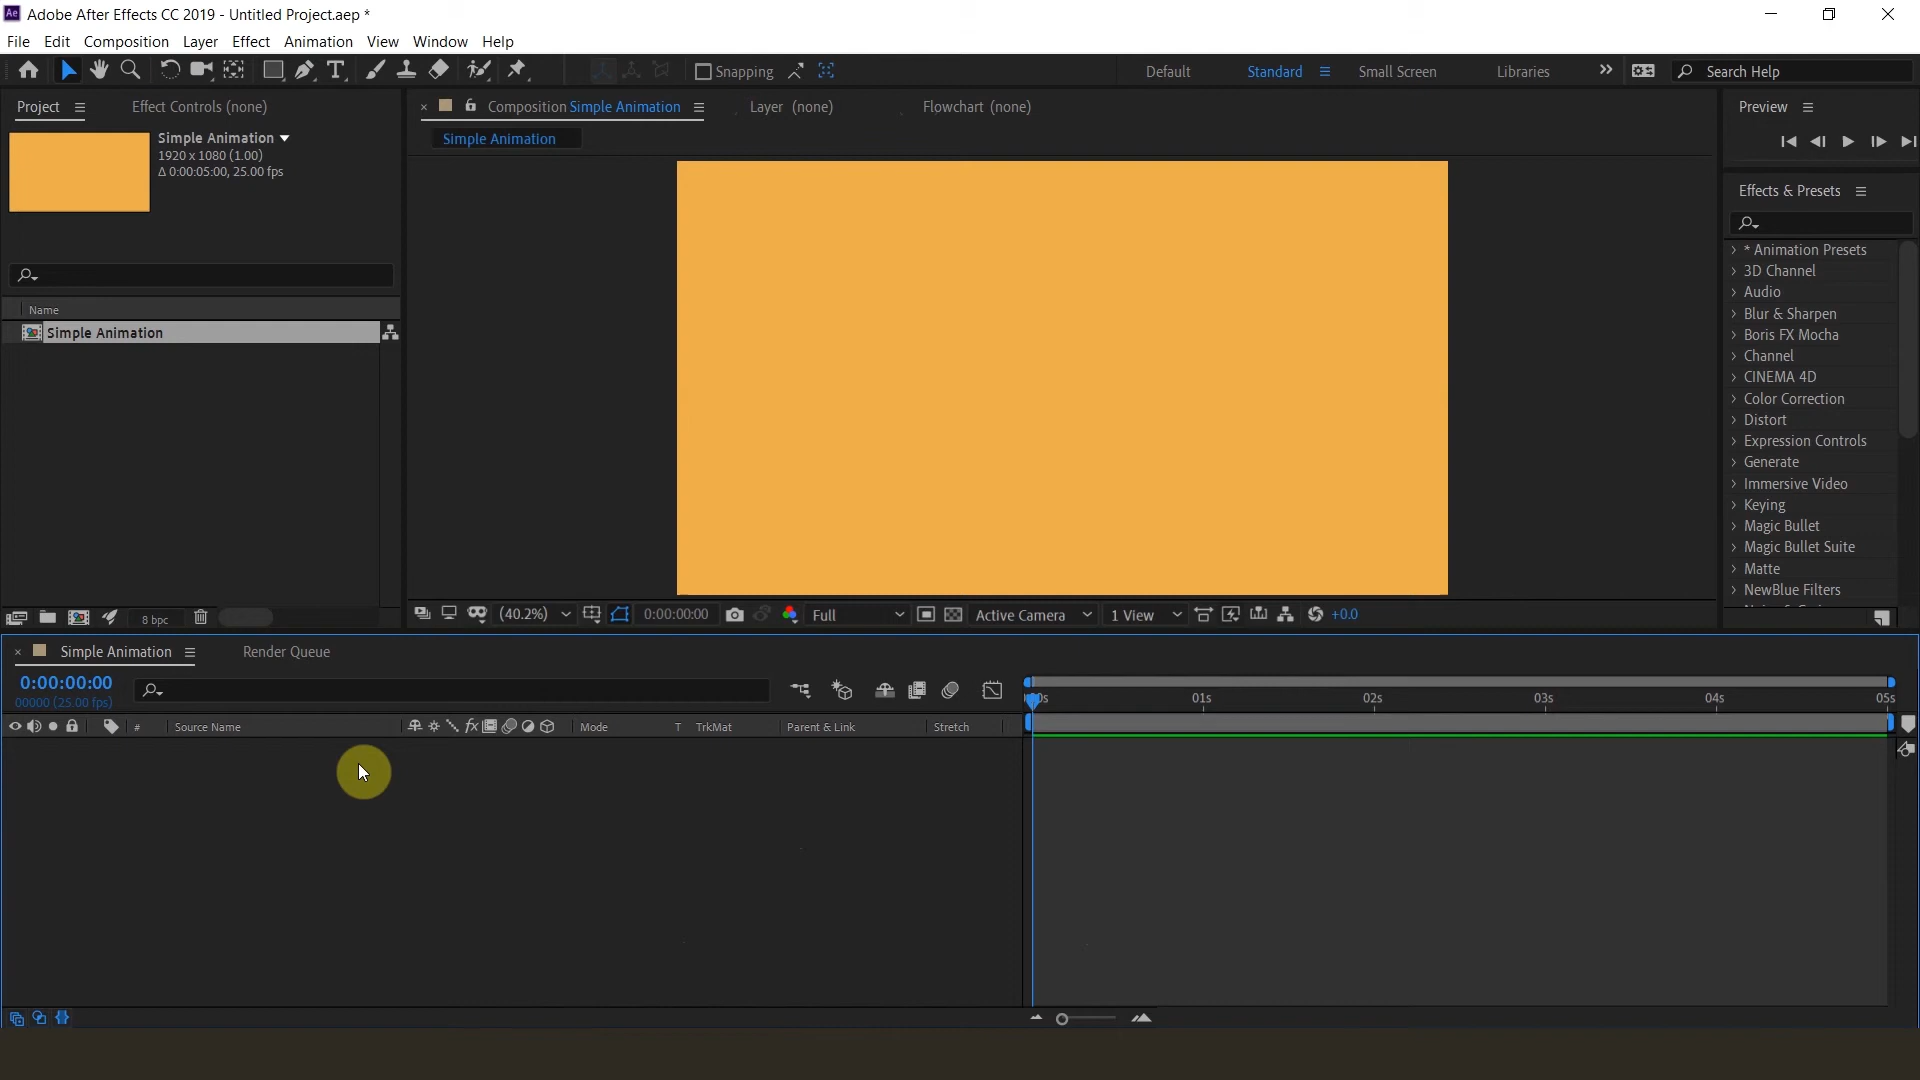 Adobe After Effects CC 2019 - Untitled Project.aep *
File Edit Composition Layer Effect Animation View Window Help
Snapping Default Standard Small Screen Libraries Search Help
Project Effect Controls (none) Composition Simple Animation Layer (none) Flowchart (none) Preview
Simple Animation
1920 x 1080 (1.00)
Δ 0:00:05:00, 25.00 fps
Simple Animation
Effects & Presets
* Animation Presets
3D Channel
Audio
Blur & Sharpen
Boris FX Mocha
Channel
CINEMA 4D
Color Correction
Distort
Expression Controls
Generate
Immersive Video
Keying
Magic Bullet
Magic Bullet Suite
Matte
NewBlue Filters
Name
Simple Animation
8 bpc
(40.2%) 0:00:00:00 Full Active Camera 1 View +0.0
Simple Animation Render Queue
0:00:00:00
00000 (25.00 fps)
01s 02s 03s 04s 05s
# Source Name fx Mode T TrkMat Parent & Link Stretch